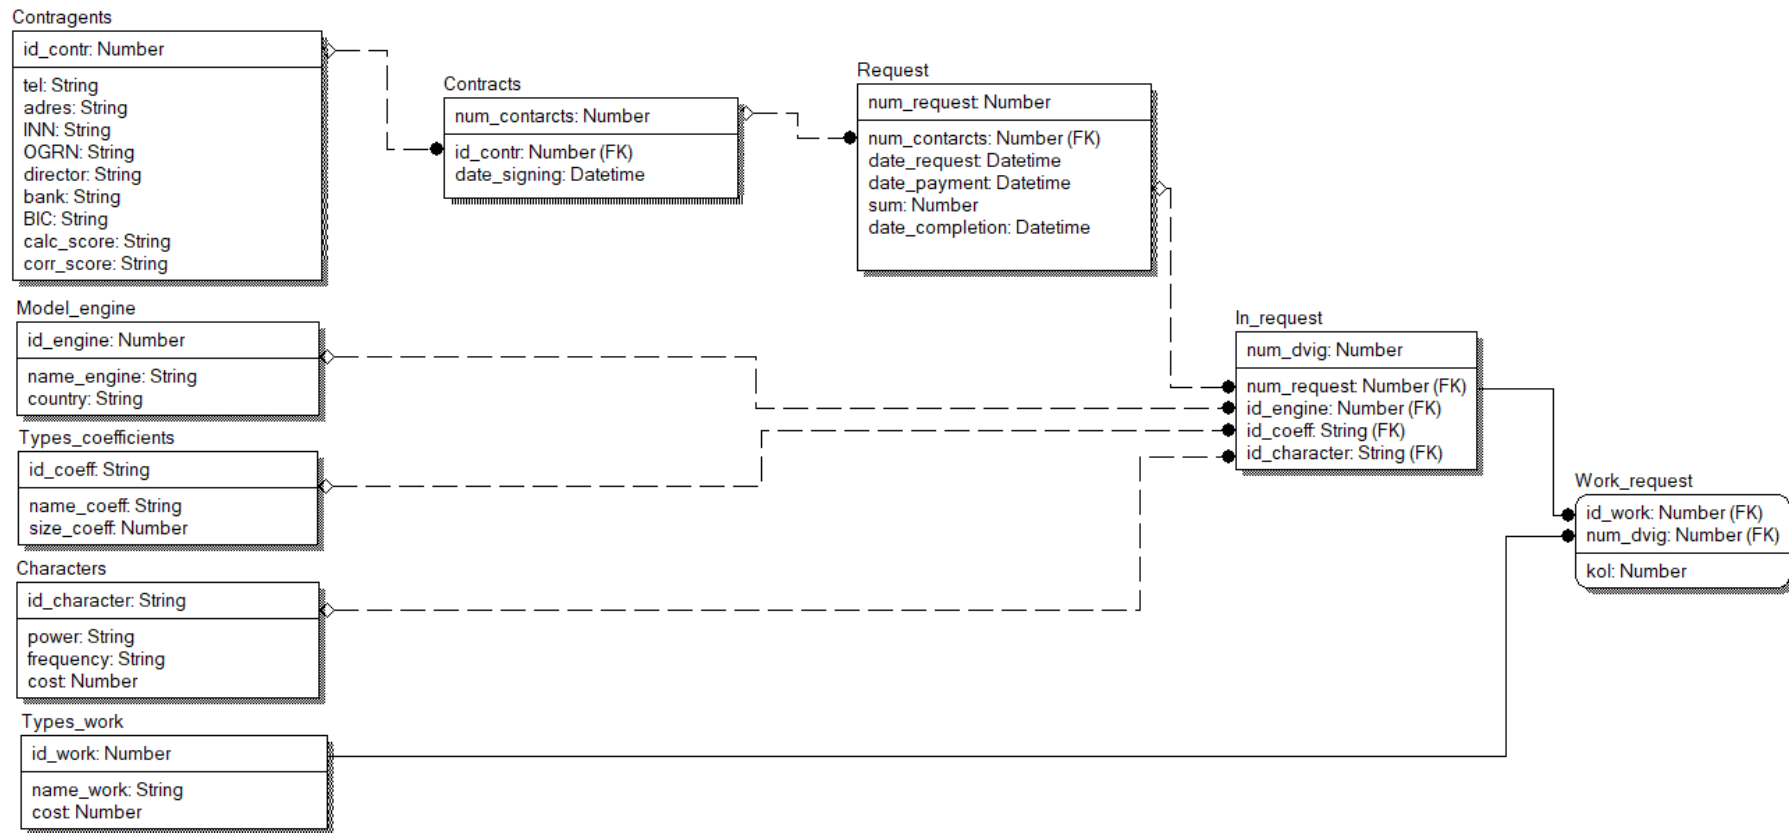 Contragents
id_contr: Number
tel: String
adres: String
INN: String
OGRN: String
director: String
bank: String
BIC: String
calc_score: String
corr_score: String
Contracts
num_contarcts: Number
id_contr: Number (FK)
date_signing: Datetime
Request
num_request: Number
num_contarcts: Number (FK)
date_request: Datetime
date_payment: Datetime
sum: Number
date_completion: Datetime
Model_engine
id_engine: Number
name_engine: String
country: String
Types_coefficients
id_coeff: String
name_coeff: String
size_coeff: Number
Characters
id_character: String
power: String
frequency: String
cost: Number
Types_work
id_work: Number
name_work: String
cost: Number
In_request
num_dvig: Number
num_request: Number (FK)
id_engine: Number (FK)
id_coeff: String (FK)
id_character: String (FK)
Work_request
id_work: Number (FK)
num_dvig: Number (FK)
kol: Number